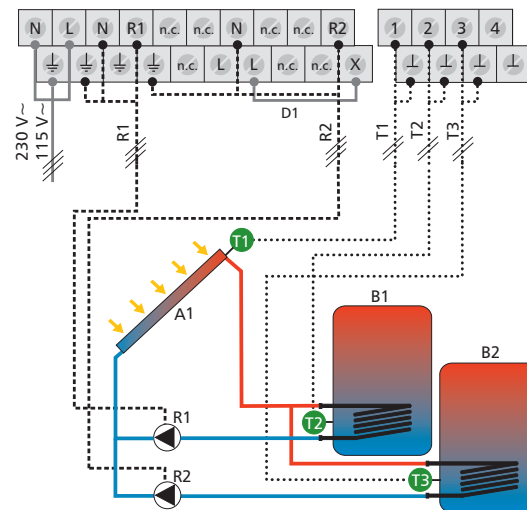 N L N R1 n.c. n.c. N n.c. n.c. R2
1 2 3 4
n.c. L L n.c. X
D1
230 V~
115 V~
R1
R2
T1
T2
T3
T1
A1
B1
B2
T2
T3
R1
R2